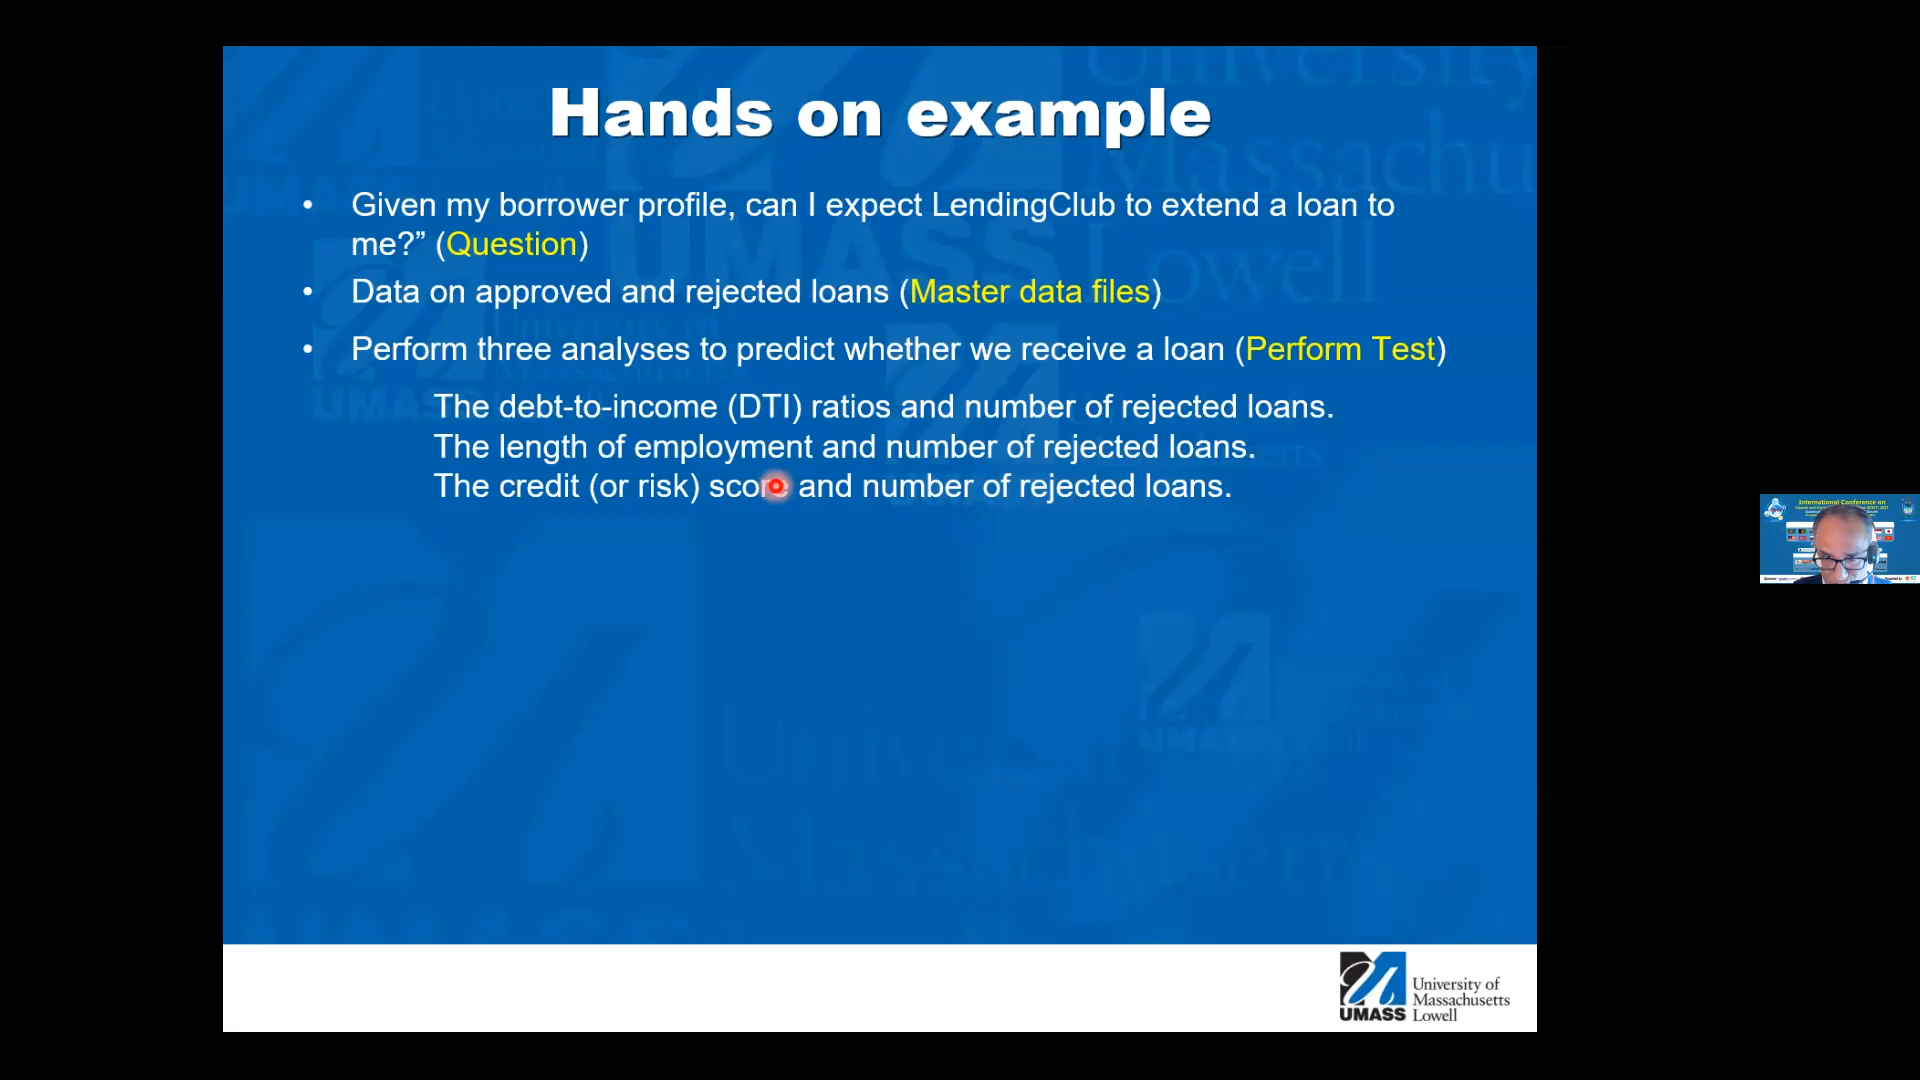 Hands on example
• Given my borrower profile, can I expect LendingClub to extend a loan to
me?” (Question)
• Data on approved and rejected loans (Master data files)
• Perform three analyses to predict whether we receive a loan (Perform Test)
The debt-to-income (DTI) ratios and number of rejected loans.
The length of employment and number of rejected loans.
The credit (or risk) score and number of rejected loans.
International Conference on
UMASS
University of
Massachusetts
Lowell